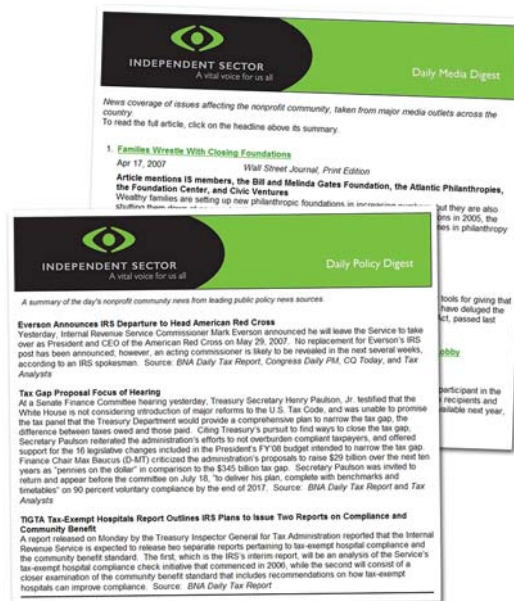 INDEPENDENT SECTOR
A vital voice for us all
Daily Media Digest
News coverage of issues affecting the nonprofit community, taken from major media outlets across the
country.
To read the full article, click on the headline above its summary.
1. Families Wrestle With Closing Foundations
Apr 17, 2007
Wall Street Journal, Print Edition
Article mentions IS members, the Bill and Melinda Gates Foundation, the Atlantic Philanthropies,
the Foundation Center, and Civic Ventures
Wealthy families are setting up new philanthropic foundations in increasing but they are also
ons in 2005, the
es in philanthropy
tools for giving that
have deluged the
ct, passed last
obby
participant in the
recipients and
ailable next year,
INDEPENDENT SECTOR
A vital voice for us all
Daily Policy Digest
A summary of the day's nonprofit community news from leading public policy news sources.
Everson Announces IRS Departure to Head American Red Cross
Yesterday, Internal Revenue Service Commissioner Mark Everson announced he will leave the Service to take
over as President and CEO of the American Red Cross on May 29, 2007. No replacement for Everson's IRS
post has been announced; however, an acting commissioner is likely to be revealed in the next several weeks,
according to an IRS spokesman. Source: BNA Daily Tax Report, Congress Daily PM, CQ Today, and Tax
Analysts
Tax Gap Proposal Focus of Hearing
At a Senate Finance Committee hearing yesterday, Treasury Secretary Henry Paulson, Jr. testified that the
White House is not considering introduction of major reforms to the U.S. Tax Code, and was unable to promise
the tax panel that the Treasury Department would provide a comprehensive plan to narrow the tax gap, the
difference between taxes owed and those paid. Citing Treasury's pursuit to find ways to close the tax gap,
Secretary Paulson reiterated the administration's efforts to not overburden compliant taxpayers, and offered
support for the 16 legislative changes included in the President's FY'08 budget intended to narrow the tax gap.
Finance Chair Max Baucus (D-MT) criticized the administration's proposals to raise $29 billion over the next ten
years as "pennies on the dollar" in comparison to the $345 billion tax gap. Secretary Paulson was invited to
return and appear before the committee on July 18, "to deliver his plan, complete with benchmarks and
timetables" on 90 percent voluntary compliance by the end of 2017. Source: BNA Daily Tax Report and Tax
Analysts
TIGTA Tax-Exempt Hospitals Report Outlines IRS Plans to Issue Two Reports on Compliance and
Community Benefit
A report released on Monday by the Treasury Inspector General for Tax Administration reported that the Internal
Revenue Service is expected to release two separate reports pertaining to tax-exempt hospital compliance and
the community benefit standard. The first, which is the IRS's interim report, will be an analysis of the Service's
tax-exempt hospital compliance check initiative that commenced in 2006, while the second will consist of a
closer examination of the community benefit standard that includes recommendations on how tax-exempt
hospitals can improve compliance. Source: BNA Daily Tax Report